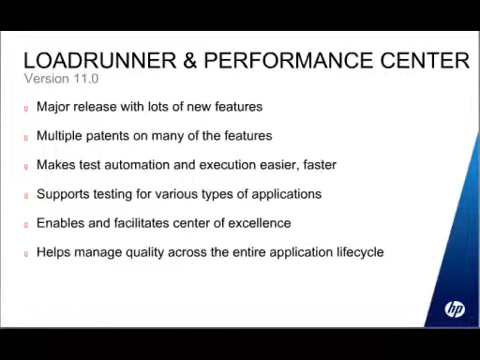 LOADRUNNER & PERFORMANCE CENTER
Version 11.0
Major release with lots of new features
Multiple patents on many of the features
Makes test automation and execution easier, faster
Supports testing for various types of applications
Enables and facilitates center of excellence
Helps manage quality across the entire application lifecycle
hp